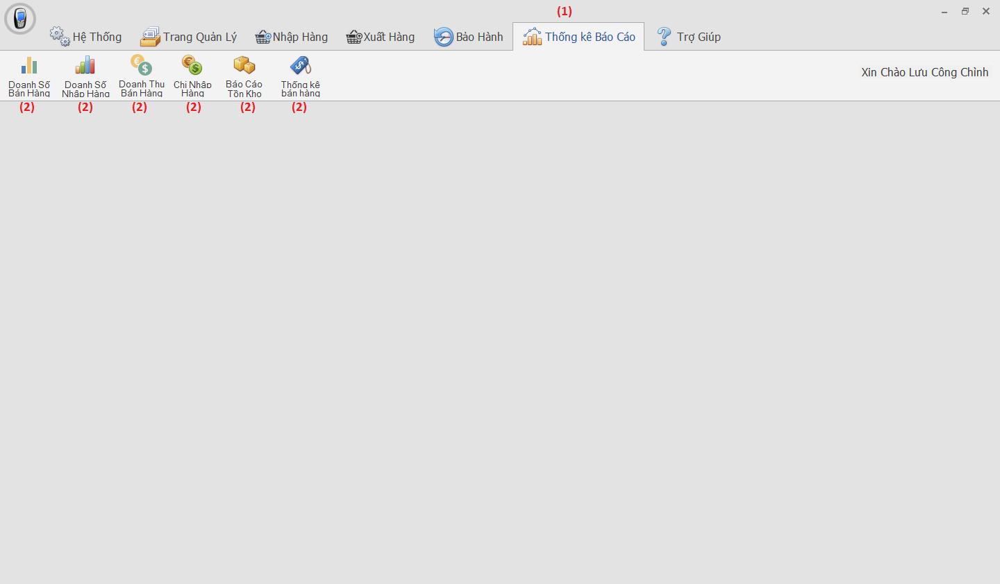 (1)
Hệ Thống
Trang Quản Lý
Nhập Hàng
Xuất Hàng
Bảo Hành
Thống kê Báo Cáo
Trợ Giúp
Doanh Số
Bán Hàng
Doanh Số
Nhập Hàng
Doanh Thu
Bán Hàng
Chi Nhập
Hàng
Báo Cáo
Tồn Kho
Thống kê
bán hàng
Xin Chào Lưu Công Chình
(2)
(2)
(2)
(2)
(2)
(2)